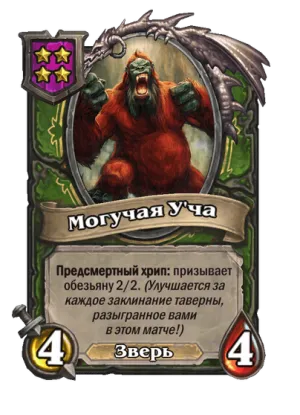 Могучая У'ча
Предсмертный хрип: призывает
обезьяну 2/2. (Улучшается за
каждое заклинание таверны,
разыгранное вами
в этом матче!)
4
Зверь
4